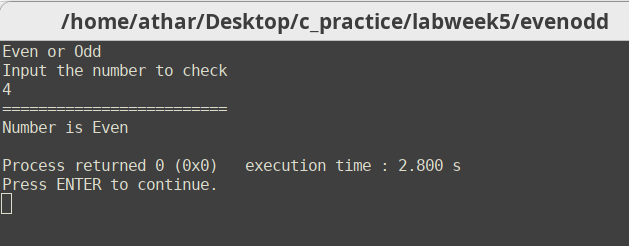 /home/athar/Desktop/c_practice/labweek5/evenodd
Even or Odd
Input the number to check
4
=========================
Number is Even
Process returned 0 (0x0)   execution time : 2.800 s
Press ENTER to continue.